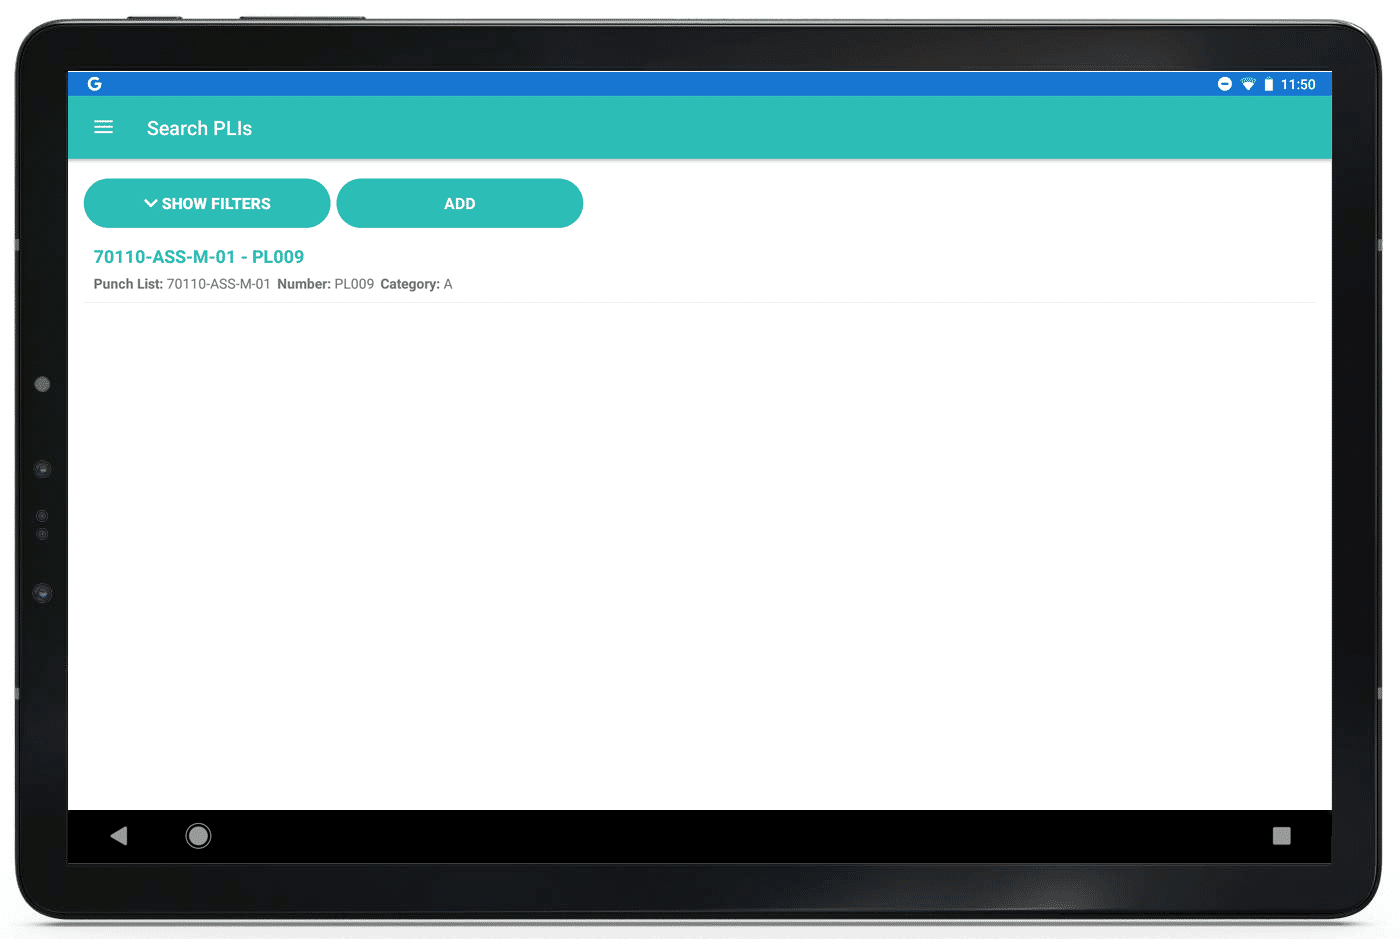 G 11:50
Search PLIs
SHOW FILTERS ADD
70110-ASS-M-01 - PL009
Punch List: 70110-ASS-M-01 Number: PL009 Category: A